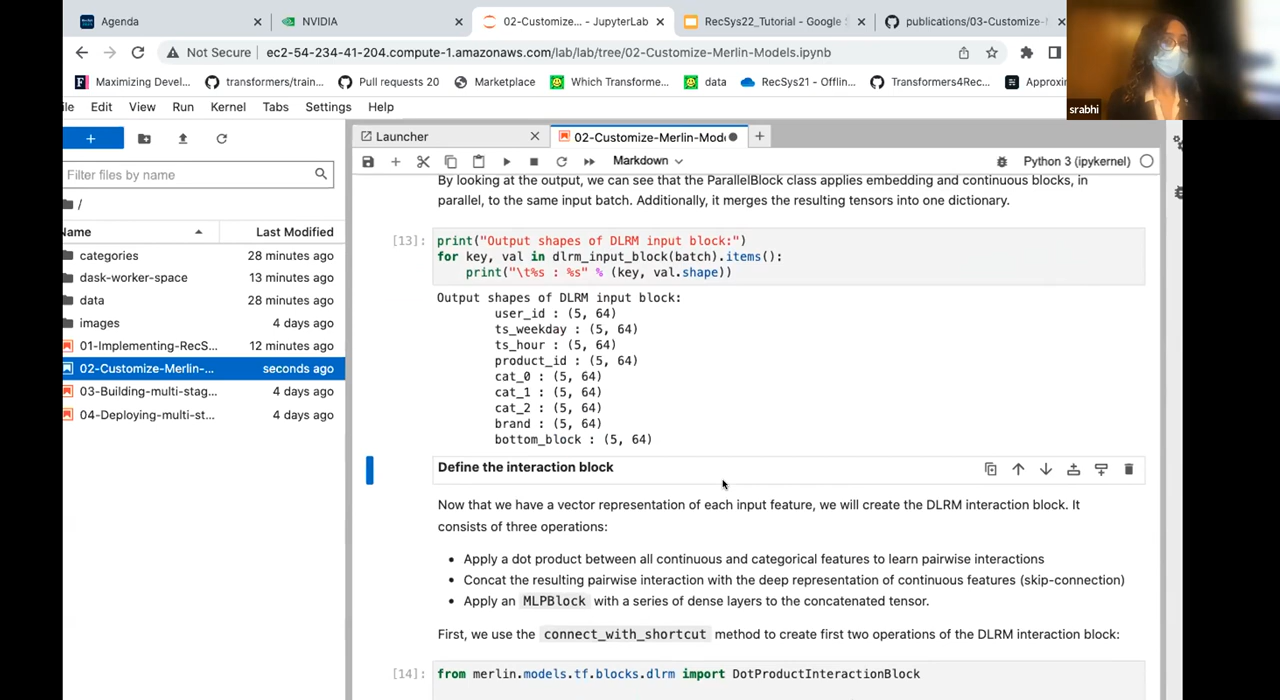 Agenda
NVIDIA
02-Customize... - JupyterLab
RecSys22_Tutorial - Google S
publications/03-Customize-M
Not Secure
ec2-54-234-41-204.compute-1.amazonaws.com/lab/lab/tree/02-Customize-Merlin-Models.ipynb
Maximizing Devel...
transformers/train...
Pull requests 20
Marketplace
Which Transforme...
data
RecSys21 - Offlin...
Transformers4Rec...
Approxi
srabhi
ile Edit View Run Kernel Tabs Settings Help
Launcher
02-Customize-Merlin-Mode
Markdown
Python 3 (ipykernel)
Filter files by name
/
Name
Last Modified
categories 28 minutes ago
dask-worker-space 13 minutes ago
data 28 minutes ago
images 4 days ago
01-Implementing-RecS... 12 minutes ago
02-Customize-Merlin-... seconds ago
03-Building-multi-stag... 4 days ago
04-Deploying-multi-st... 4 days ago
By looking at the output, we can see that the ParallelBlock class applies embedding and continuous blocks, in
parallel, to the same input batch. Additionally, it merges the resulting tensors into one dictionary.
[13]: print("Output shapes of DLRM input block:")
for key, val in dlrm_input_block(batch).items():
print("\t%s : %s" % (key, val.shape))
Output shapes of DLRM input block:
user_id : (5, 64)
ts_weekday : (5, 64)
ts_hour : (5, 64)
product_id : (5, 64)
cat_0 : (5, 64)
cat_1 : (5, 64)
cat_2 : (5, 64)
brand : (5, 64)
bottom_block : (5, 64)
Define the interaction block
Now that we have a vector representation of each input feature, we will create the DLRM interaction block. It
consists of three operations:
• Apply a dot product between all continuous and categorical features to learn pairwise interactions
• Concat the resulting pairwise interaction with the deep representation of continuous features (skip-connection)
• Apply an MLPBlock with a series of dense layers to the concatenated tensor.
First, we use the connect_with_shortcut method to create first two operations of the DLRM interaction block:
[14]: from merlin.models.tf.blocks.dlrm import DotProductInteractionBlock